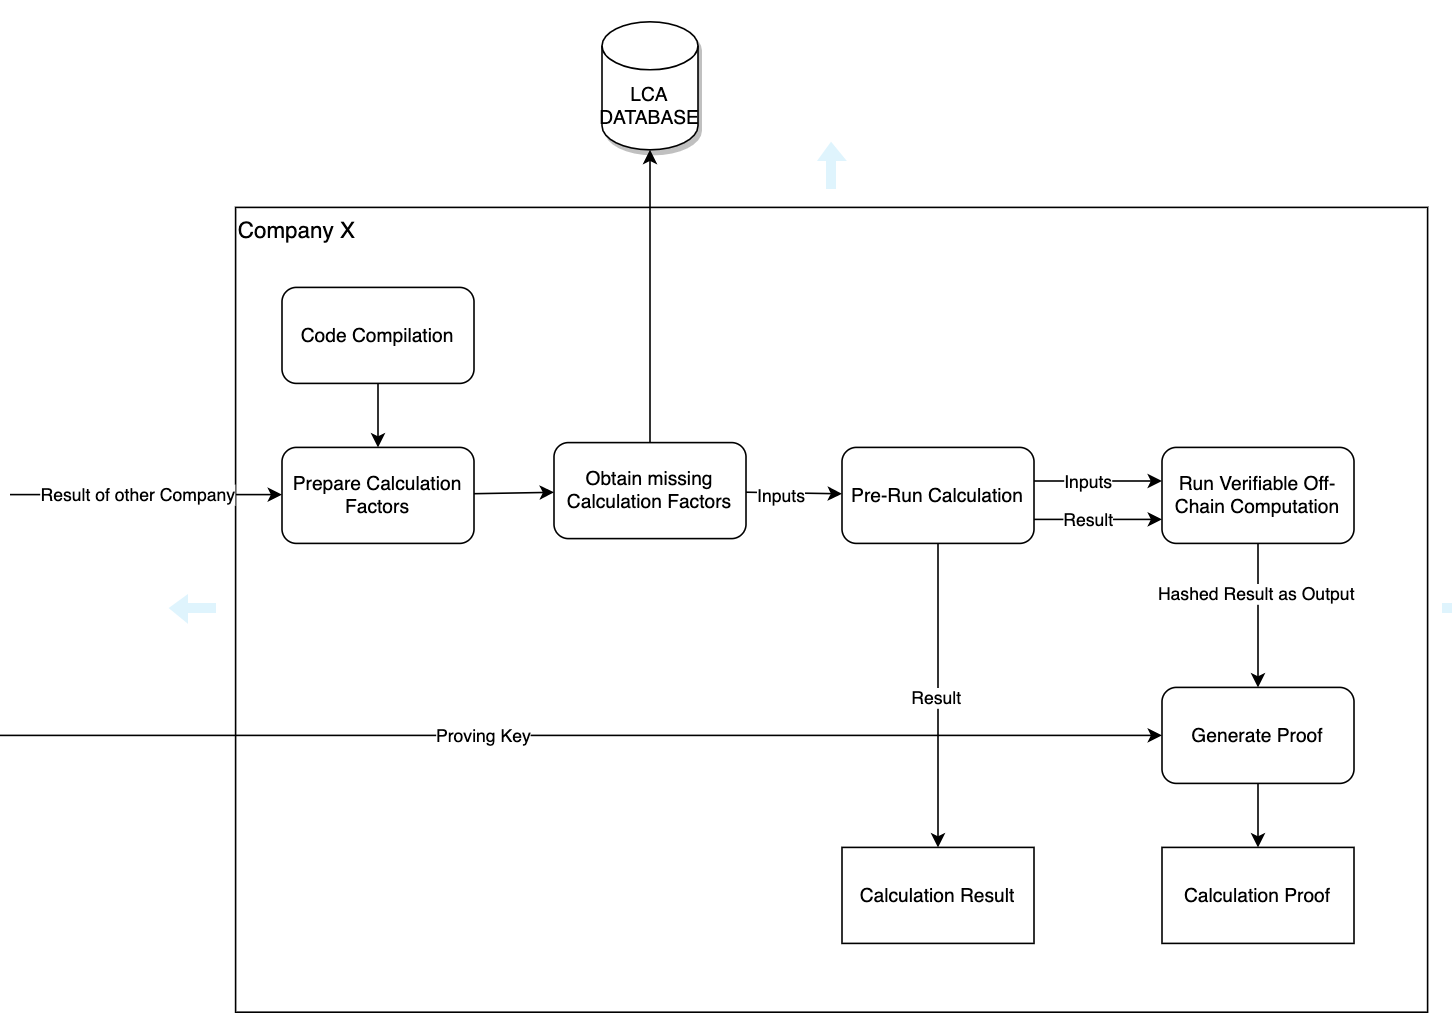 LCA
DATABASE
Company X
Code Compilation
Result of other Company
Prepare Calculation
Factors
Obtain missing
Calculation Factors
Inputs
Pre-Run Calculation
Inputs
Result
Run Verifiable Off-
Chain Computation
Hashed Result as Output
Result
Proving Key
Generate Proof
Calculation Result
Calculation Proof